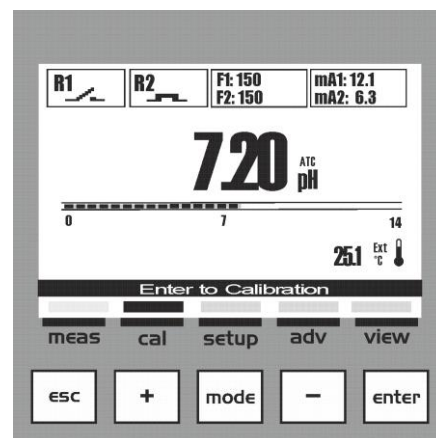 R1 R2 F1: 150 mA1: 12.1
F2: 150 mA2: 6.3
7.20 ATC pH
0 7 14
25.1 Ext °C
Enter to Calibration
meas cal setup adv view
esc + mode − enter